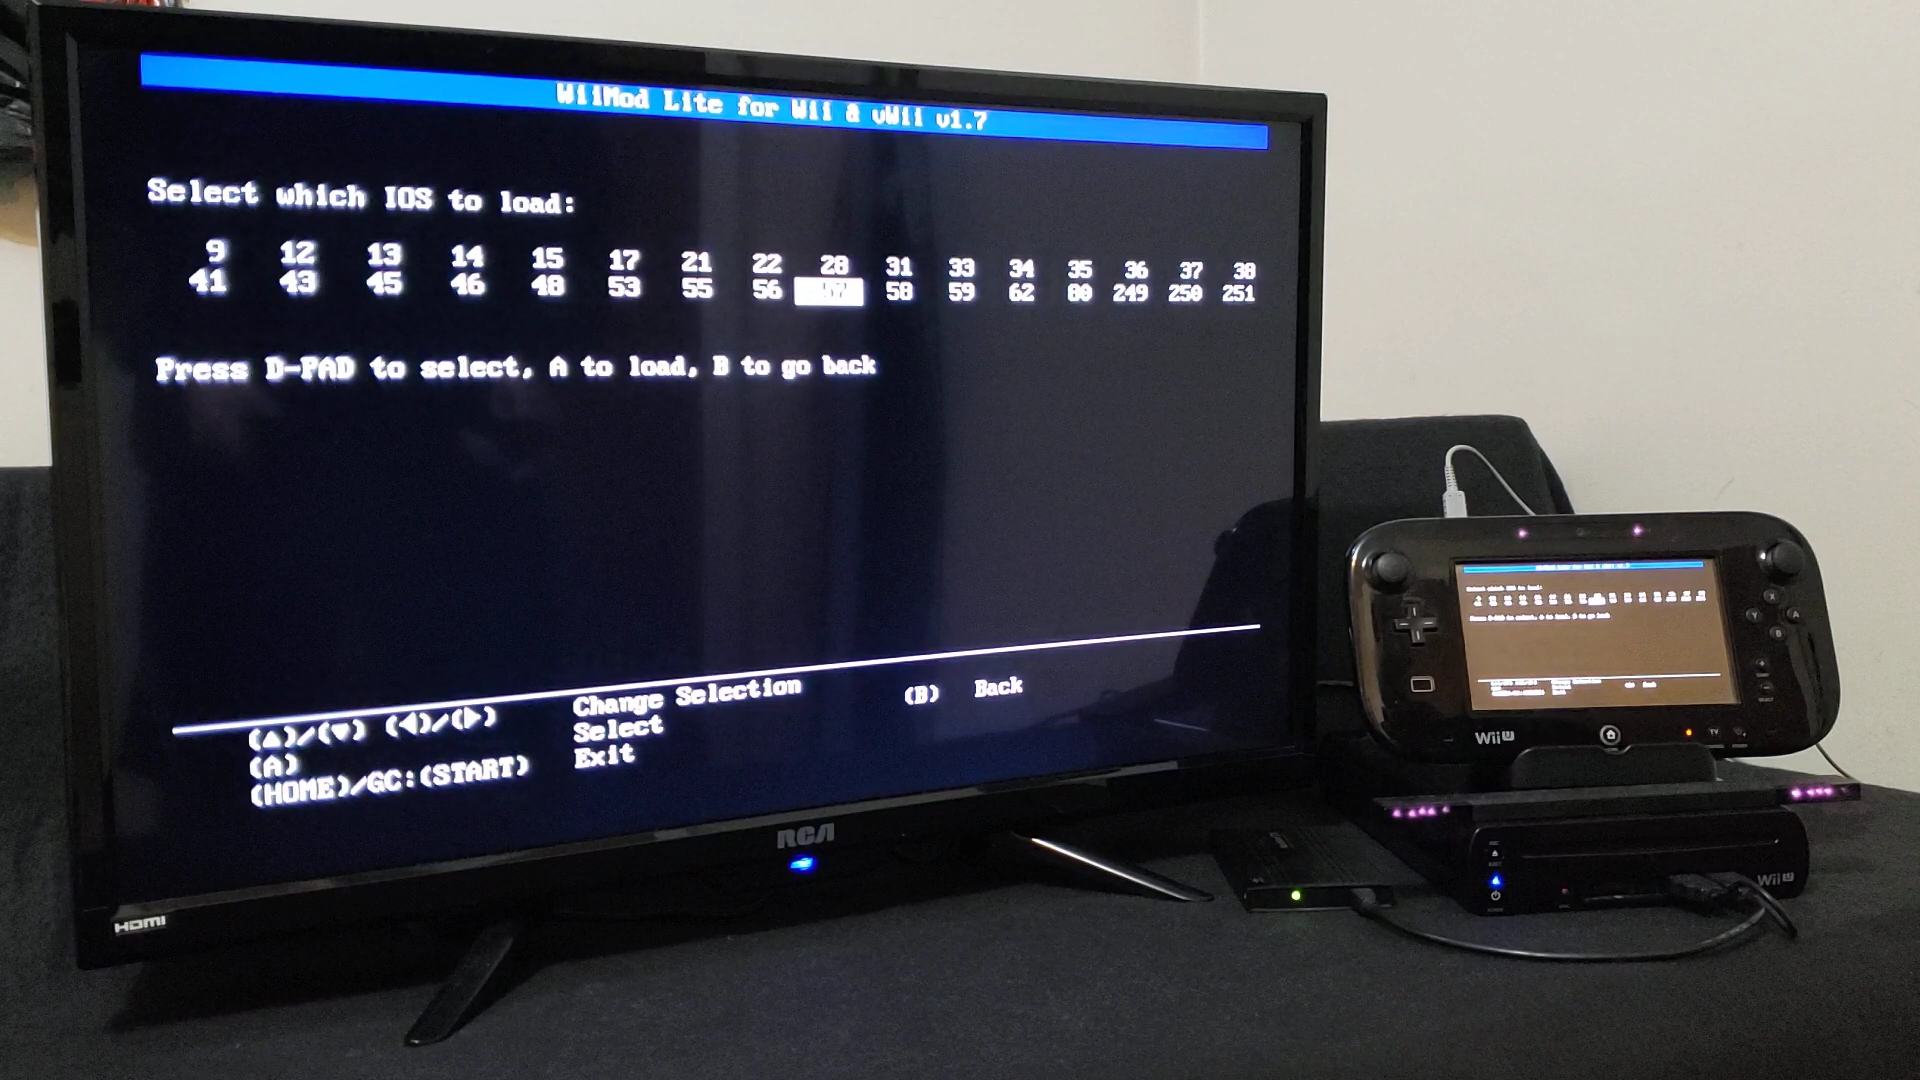 WiiMod Lite for Wii & vWii v1.7
Select which IOS to load:
9 12 13 14 15 17 21 22 28 31 33 34 35 36 37 38
41 43 45 46 48 53 55 56 57 58 59 62 80 249 250 251
Press D-PAD to select, A to load, B to go back
(▲)/(▼) (◀)/(▶) Change Selection (B) Back
(A) Select
(HOME)/GC:(START) Exit
RCA
HDMI
X
Y A
B
TV
Wii U
Wii U